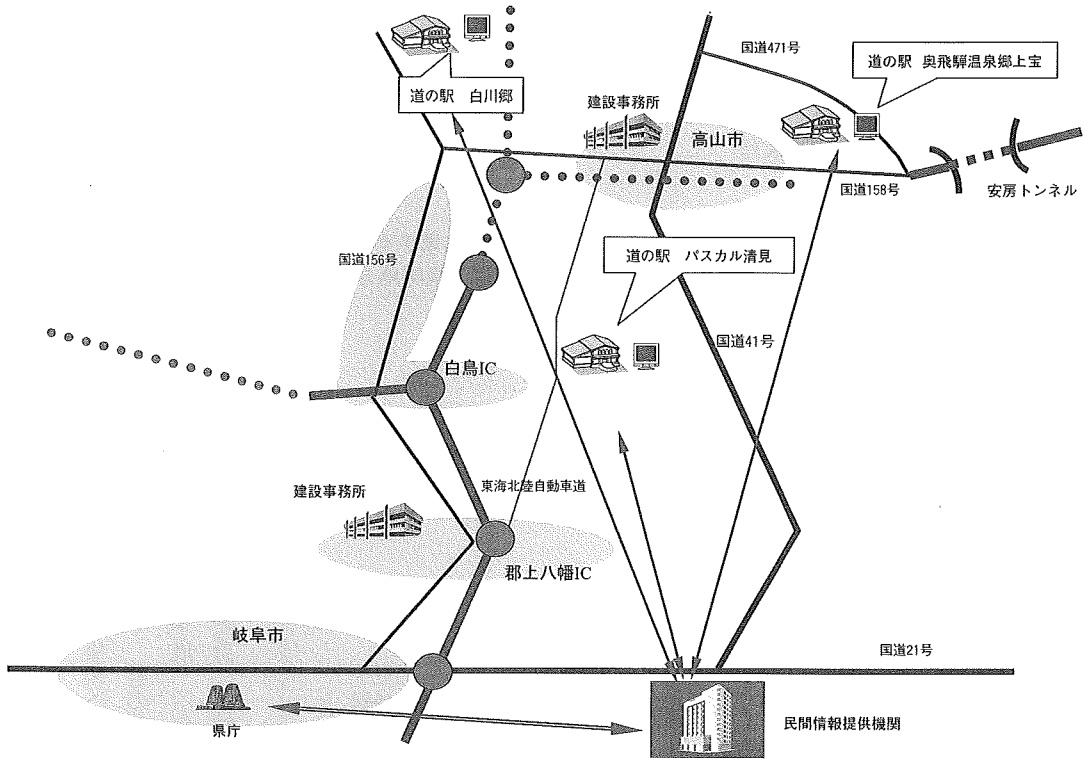 国道471号
道の駅 奥飛騨温泉郷上宝
道の駅 白川郷
建設事務所
高山市
国道158号
安房トンネル
道の駅 パスカル清見
国道156号
国道41号
白鳥IC
東海北陸自動車道
建設事務所
郡上八幡IC
岐阜市
国道21号
県庁
民間情報提供機関